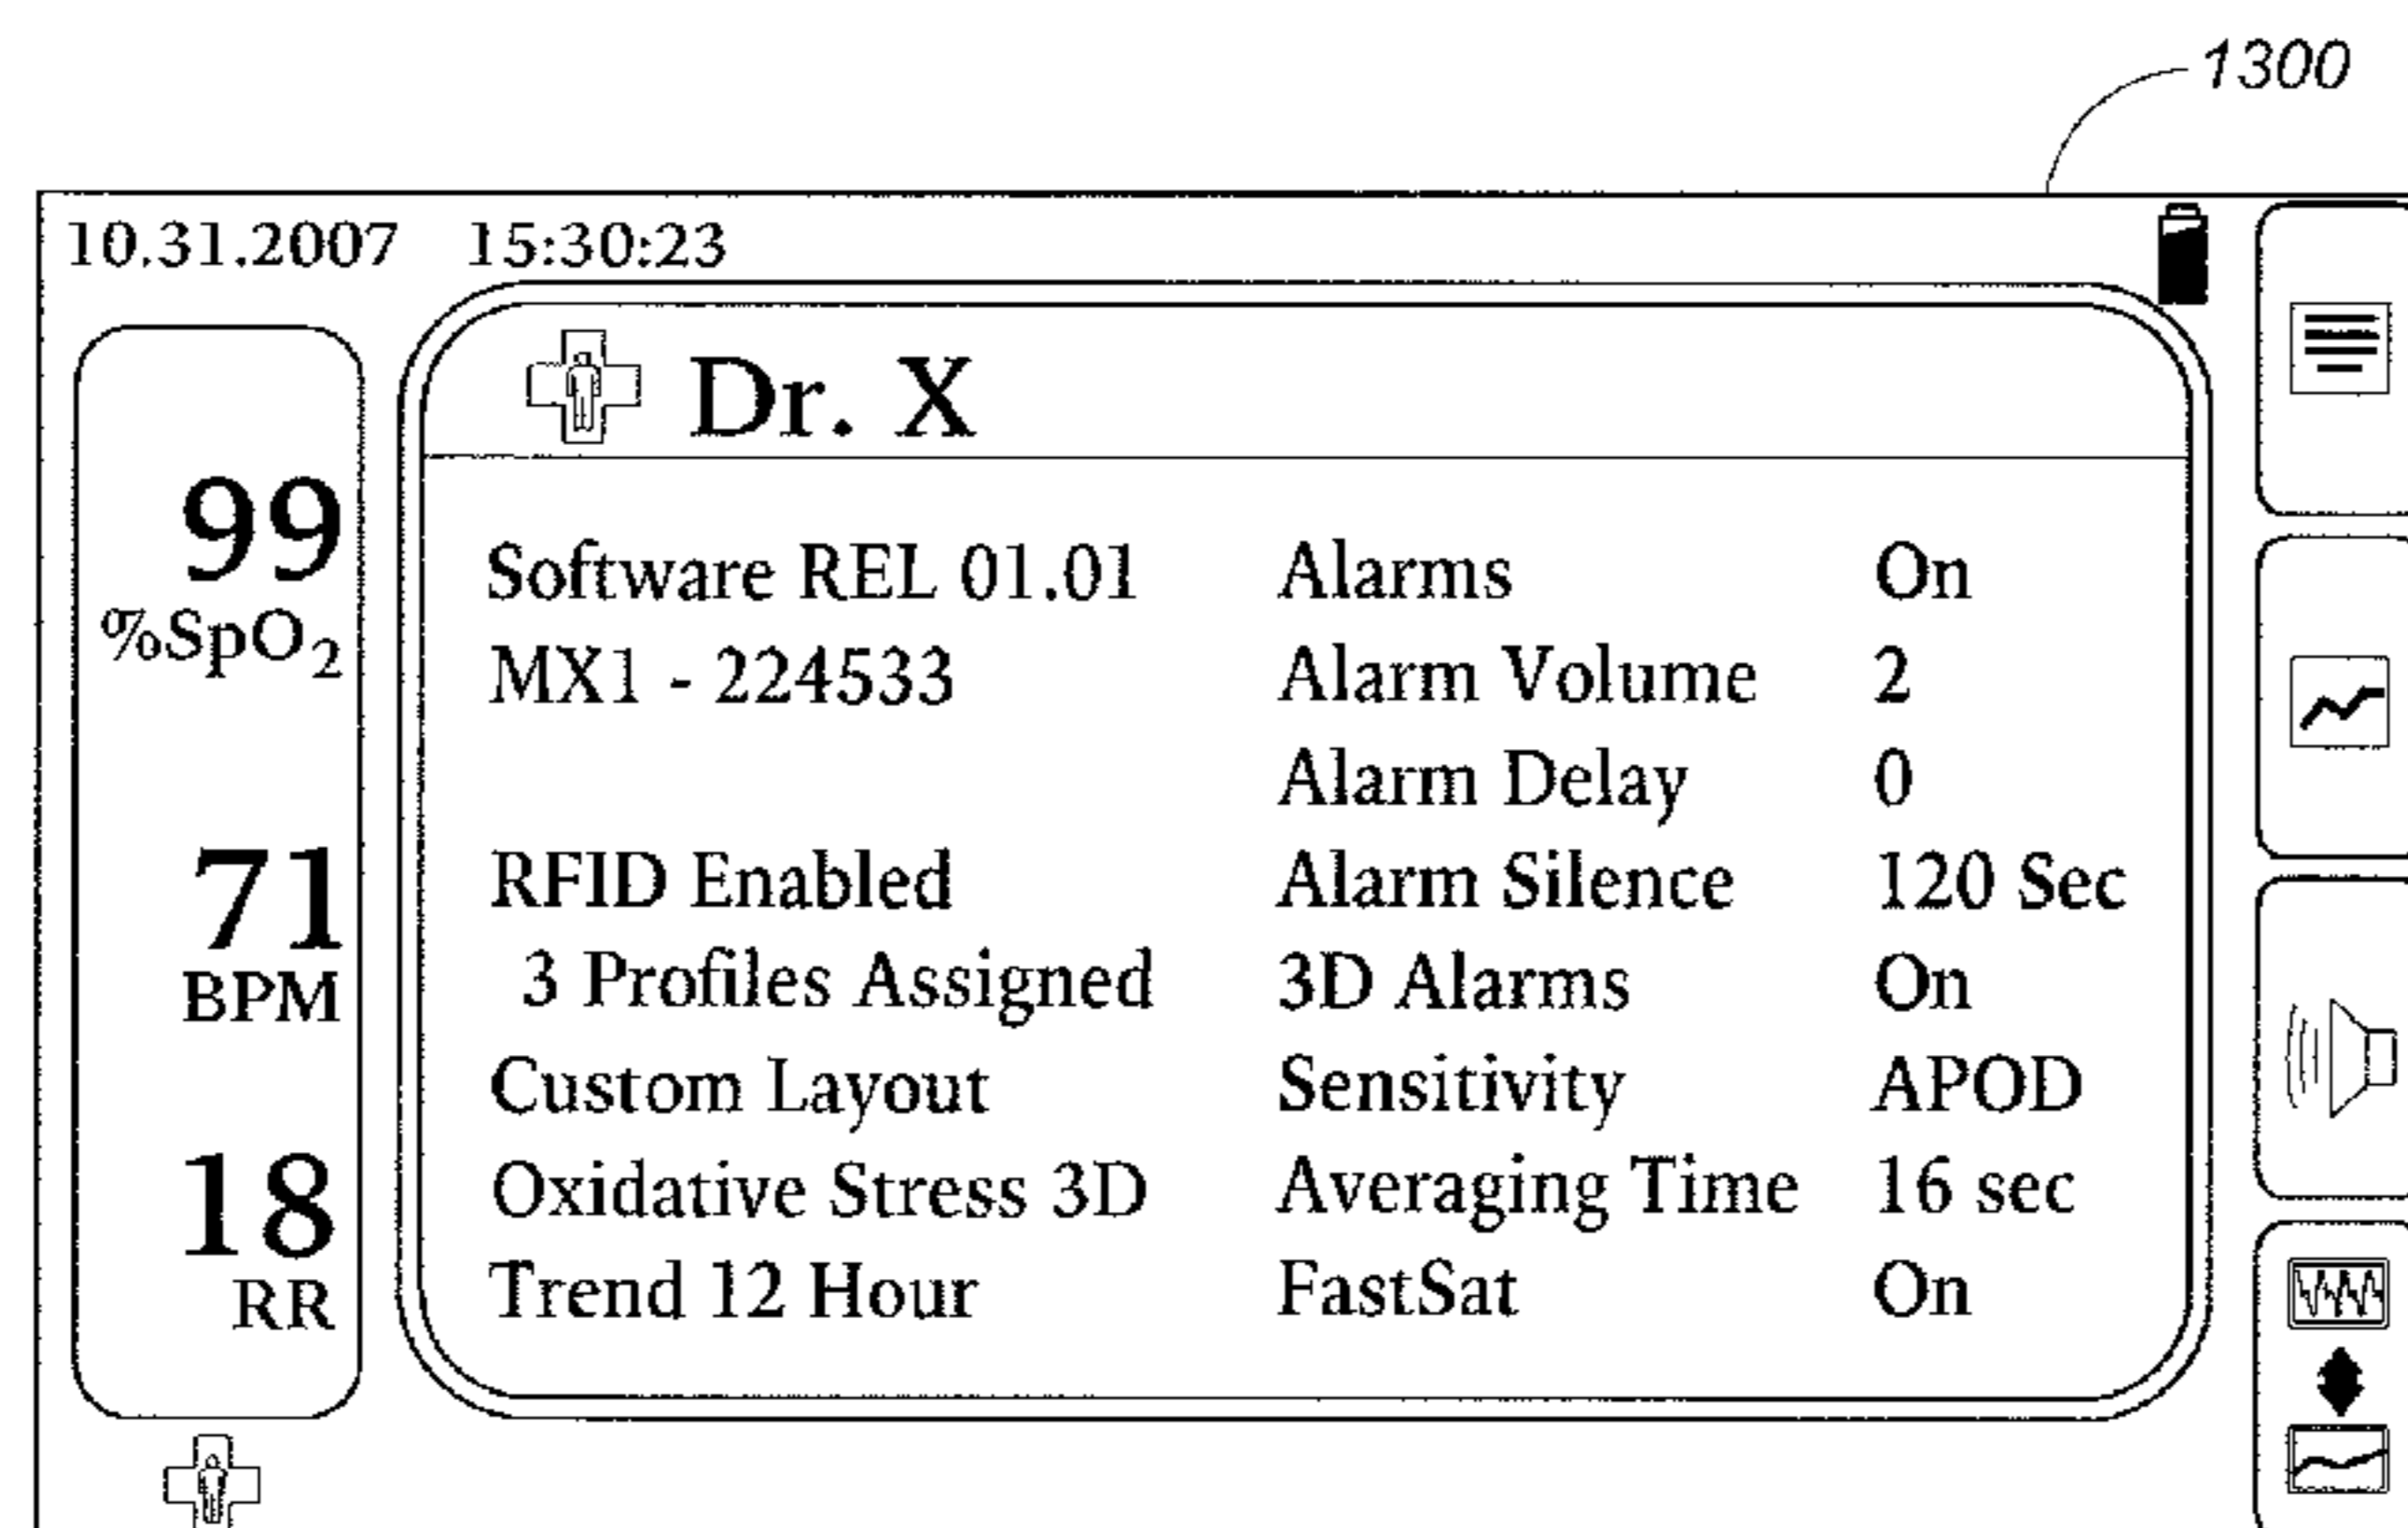 1300
10.31.2007 15:30:23
Dr. X
99
%SpO₂
71
BPM
18
RR
Software REL 01.01
MX1 - 224533
RFID Enabled
3 Profiles Assigned
Custom Layout
Oxidative Stress 3D
Trend 12 Hour
Alarms On
Alarm Volume 2
Alarm Delay 0
Alarm Silence 120 Sec
3D Alarms On
Sensitivity APOD
Averaging Time 16 sec
FastSat On